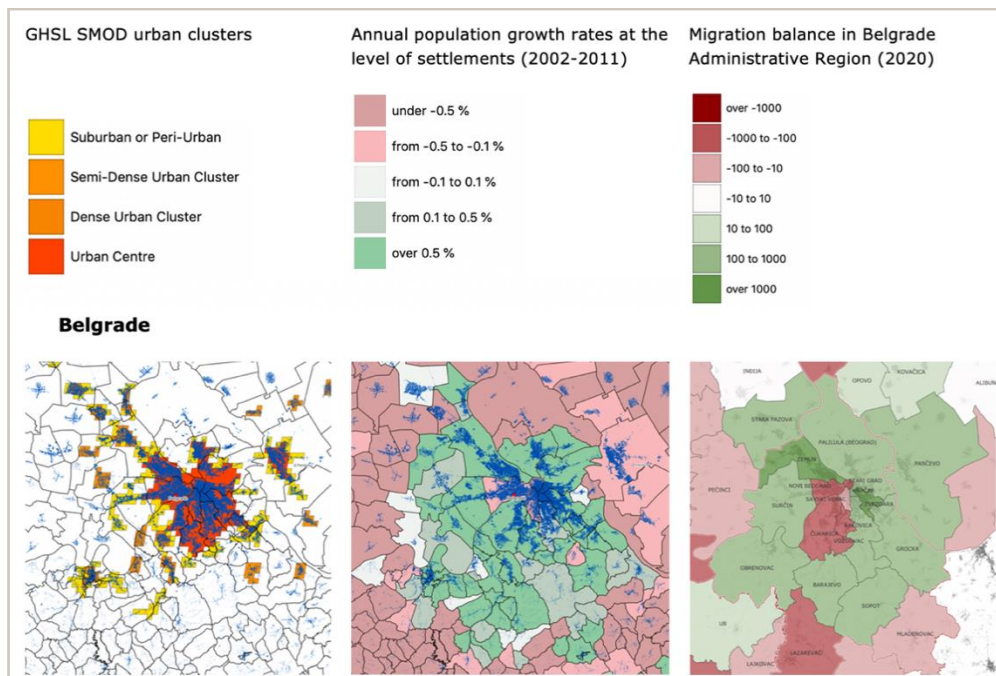 GHSL SMOD urban clusters
Suburban or Peri-Urban
Semi-Dense Urban Cluster
Dense Urban Cluster
Urban Centre
Annual population growth rates at the
level of settlements (2002-2011)
under -0.5 %
from -0.5 to -0.1 %
from -0.1 to 0.1 %
from 0.1 to 0.5 %
over 0.5 %
Migration balance in Belgrade
Administrative Region (2020)
over -1000
-1000 to -100
-100 to -10
-10 to 10
10 to 100
100 to 1000
over 1000
Belgrade
INĐIJA
OPOVO
KOVAČICA
ALIBUN
STARA PAZOVA
PALILULA (BEOGRAD)
ZEMUN
PANČEVO
PEĆINCI
NOVI BEOGRAD
STARI GRAD
SURČIN
SAVSKI VENAC
ZVEZDARA
RAKOVICA
ČUKARICA
VOŽDOVAC
GROCKA
OBRENOVAC
BARAJEVO
SOPOT
UB
MLADENOVAC
LAZAREVAC
LAJKOVAC